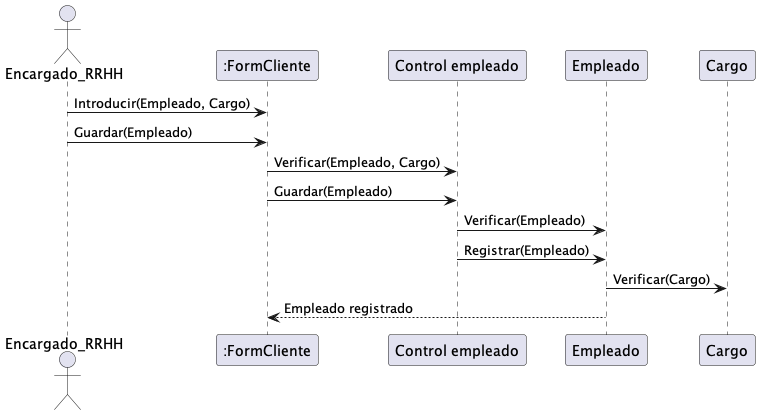 Encargado_RRHH
:FormCliente
Control empleado
Empleado
Cargo
Introducir(Empleado, Cargo)
Guardar(Empleado)
Verificar(Empleado, Cargo)
Guardar(Empleado)
Verificar(Empleado)
Registrar(Empleado)
Verificar(Cargo)
Empleado registrado
Encargado_RRHH
:FormCliente
Control empleado
Empleado
Cargo